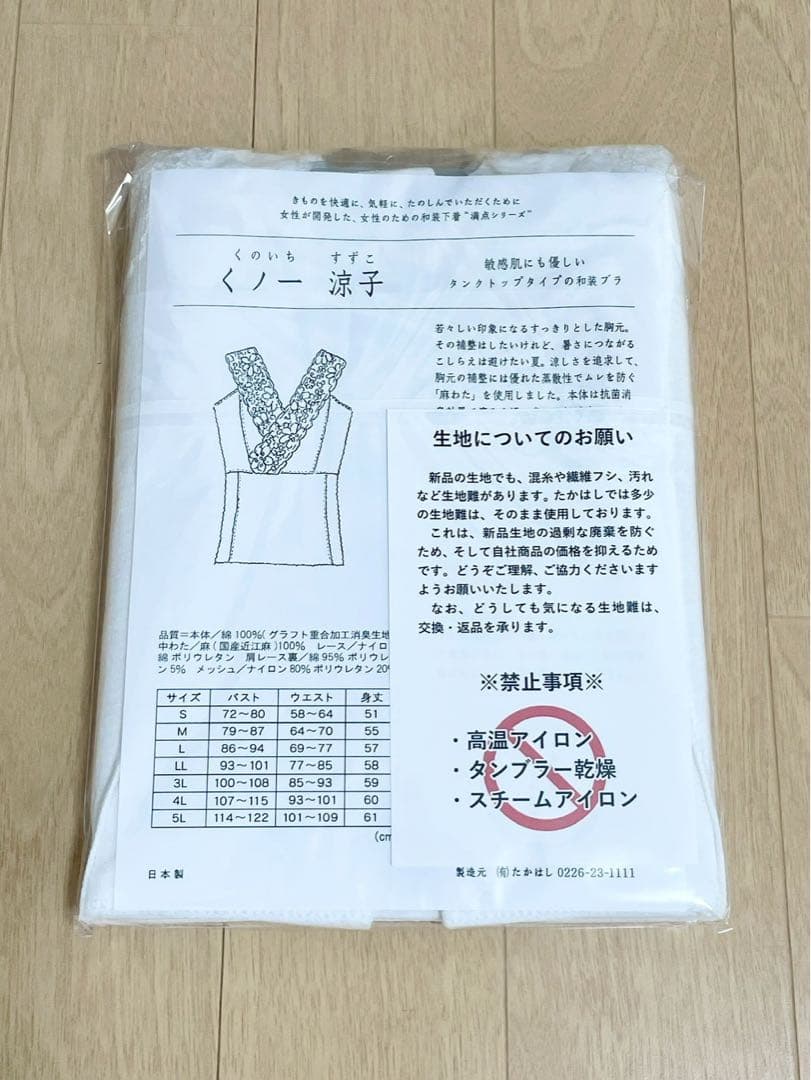 きものを快適に、気軽に、たのしんでいただくために
女性が開発した、女性のための和装下着"満点シリーズ"
くのいち すずこ
くノ一 涼子
敏感肌にも優しい
タンクトップタイプの和装ブラ
若々しい印象になるすっきりとした胸元。
その補整はしたいけれど、暑さにつながる
こしらえは避けたい夏。涼しさを追求して、
胸元の補整には優れた蒸散性でムレを防ぐ
「麻わた」を使用しました。本体は抗菌消
生地についてのお願い
新品の生地でも、混糸や繊維フシ、汚れ
など生地難があります。たかはしでは多少
の生地難は、そのまま使用しております。
これは、新品生地の過剰な廃棄を防ぐ
ため、そして自社商品の価格を抑えるため
です。どうぞご理解、ご協力くださいます
ようお願いいたします。
なお、どうしても気になる生地難は、
交換・返品を承ります。
※禁止事項※
・高温アイロン
・タンブラー乾燥
・スチームアイロン
品質＝本体／綿100%(グラフト重合加工消臭生地
中わた／麻(国産近江麻)100% レース／ナイロ
綿 ポリウレタン 肩レース裏／綿95% ポリウレ
ン5% メッシュ／ナイロン80% ポリウレタン20%
サイズ バスト ウエスト 身丈
S 72〜80 58〜64 51
M 79〜87 64〜70 55
L 86〜94 69〜77 57
LL 93〜101 77〜85 58
3L 100〜108 85〜93 59
4L 107〜115 93〜101 60
5L 114〜122 101〜109 61
(cm
日本製
製造元 (有)たかはし 0226-23-1111